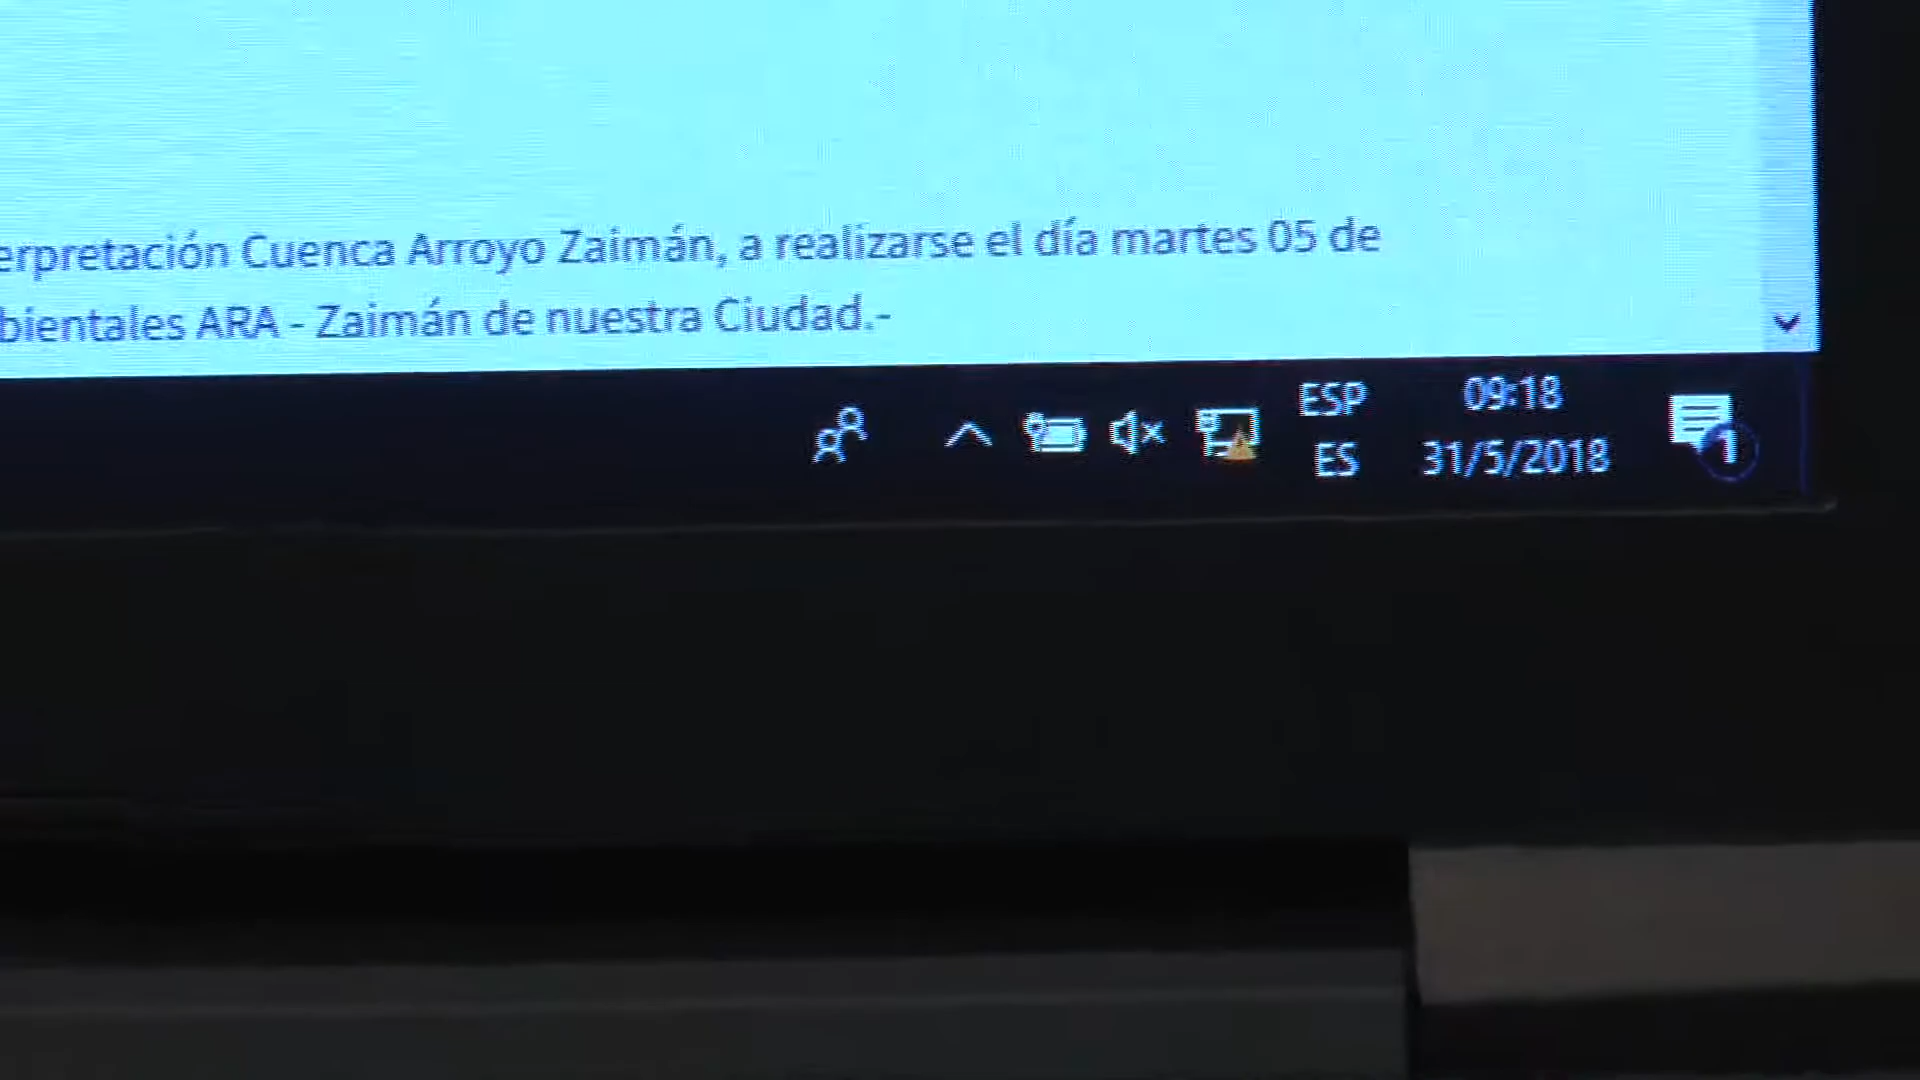 erpretación Cuenca Arroyo Zaimán, a realizarse el día martes 05 de
bientales ARA - Zaimán de nuestra Ciudad.-
ESP
ES
09:18
31/5/2018
1